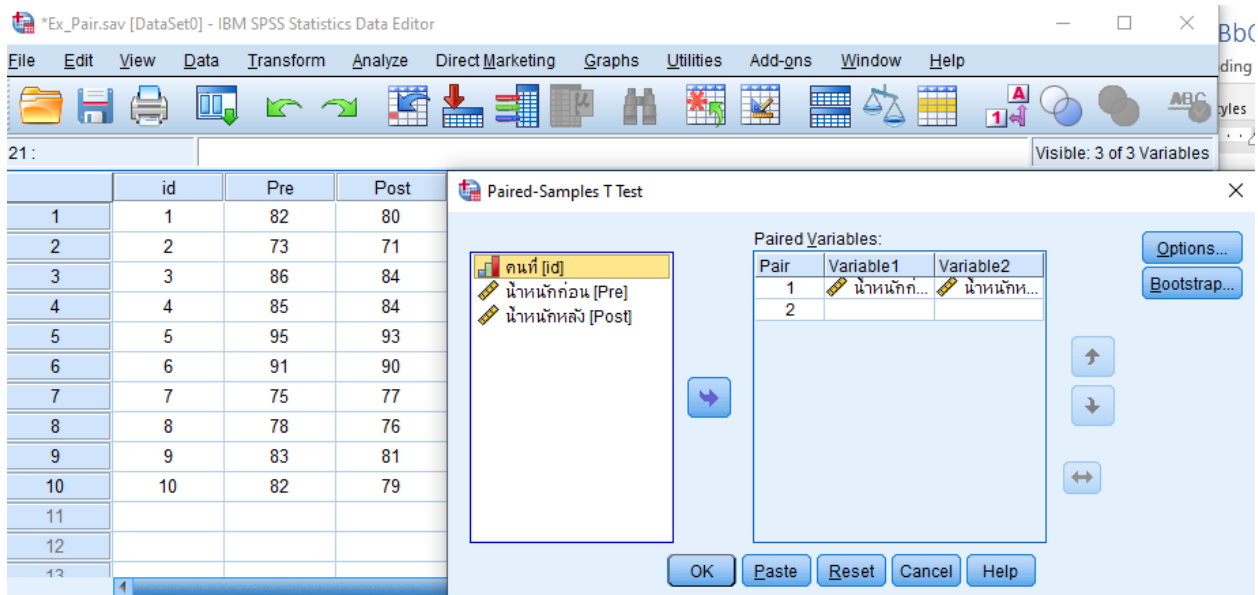 *Ex_Pair.sav [DataSet0] - IBM SPSS Statistics Data Editor
BbC
File Edit View Data Transform Analyze Direct Marketing Graphs Utilities Add-ons Window Help
ding
A
1
ABC
tyles
21 :
Visible: 3 of 3 Variables
id Pre Post
1 1 82 80
2 2 73 71
3 3 86 84
4 4 85 84
5 5 95 93
6 6 91 90
7 7 75 77
8 8 78 76
9 9 83 81
10 10 82 79
11
12
13
Paired-Samples T Test
คนที่ [id]
น้ำหนักก่อน [Pre]
น้ำหนักหลัง [Post]
Paired Variables:
Pair Variable1 Variable2
1 น้ำหนักก่... น้ำหนักห...
2
Options...
Bootstrap...
OK Paste Reset Cancel Help